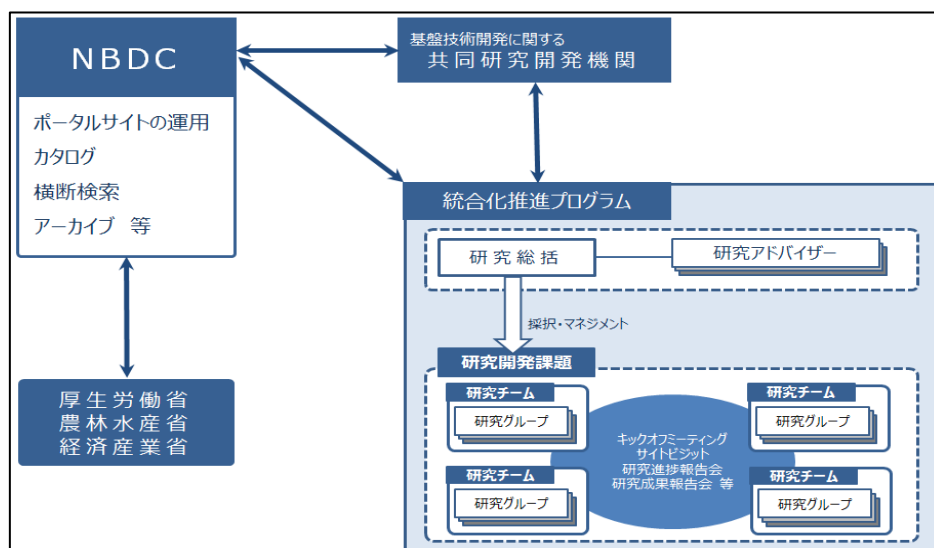 NBDC
ポータルサイトの運用
カタログ
横断検索
アーカイブ 等
基盤技術開発に関する
共同研究開発機関
厚生労働省
農林水産省
経済産業省
統合化推進プログラム
研究総括
研究アドバイザー
採択・マネジメント
研究開発課題
研究チーム
研究グループ
研究チーム
研究グループ
キックオフミーティング
サイトビジット
研究進捗報告会
研究成果報告会 等
研究チーム
研究グループ
研究チーム
研究グループ